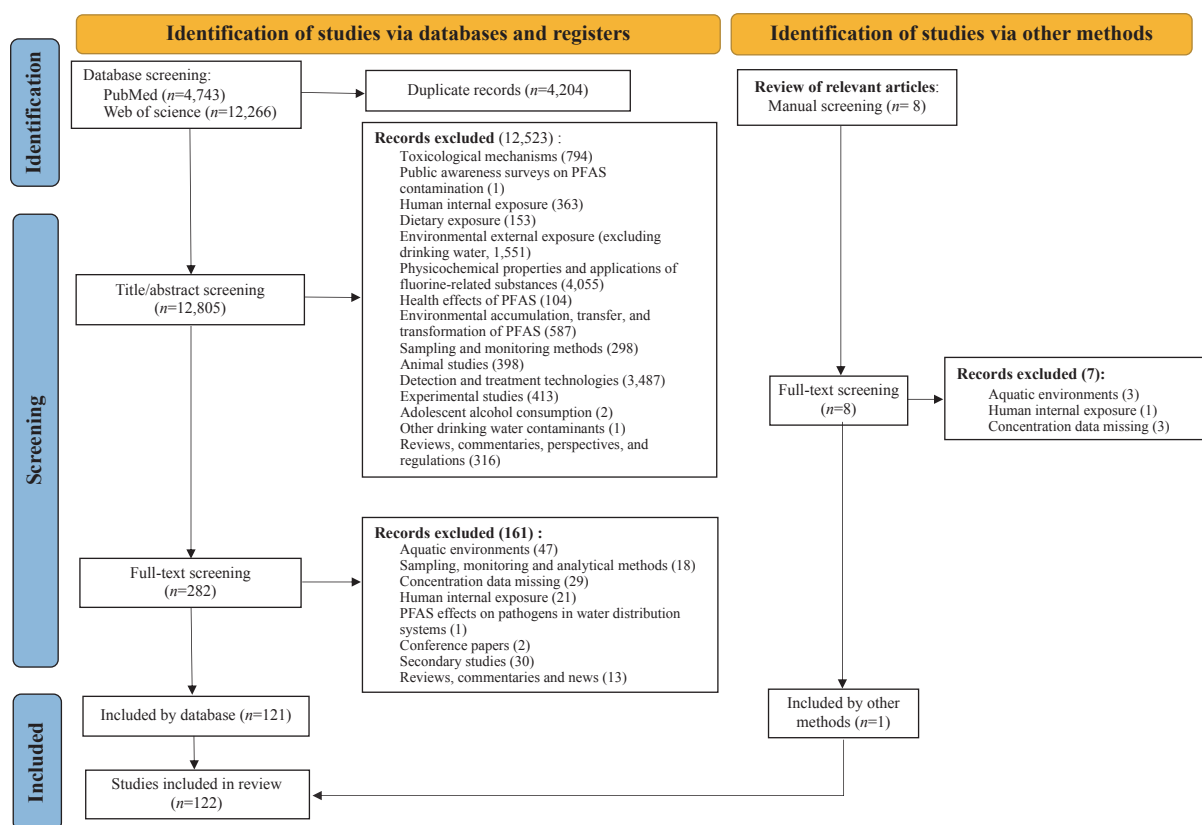 Identification of studies via databases and registers
Identification of studies via other methods
Identification
Database screening:
PubMed (n=4,743)
Web of science (n=12,266)
Duplicate records (n=4,204)
Review of relevant articles:
Manual screening (n= 8)
Records excluded (12,523) :
Toxicological mechanisms (794)
Public awareness surveys on PFAS
contamination (1)
Human internal exposure (363)
Dietary exposure (153)
Environmental external exposure (excluding
drinking water, 1,551)
Physicochemical properties and applications of
fluorine-related substances (4,055)
Health effects of PFAS (104)
Environmental accumulation, transfer, and
transformation of PFAS (587)
Sampling and monitoring methods (298)
Animal studies (398)
Detection and treatment technologies (3,487)
Experimental studies (413)
Adolescent alcohol consumption (2)
Other drinking water contaminants (1)
Reviews, commentaries, perspectives, and
regulations (316)
Screening
Title/abstract screening
(n=12,805)
Full-text screening
(n=8)
Records excluded (7):
Aquatic environments (3)
Human internal exposure (1)
Concentration data missing (3)
Full-text screening
(n=282)
Records excluded (161) :
Aquatic environments (47)
Sampling, monitoring and analytical methods (18)
Concentration data missing (29)
Human internal exposure (21)
PFAS effects on pathogens in water distribution
systems (1)
Conference papers (2)
Secondary studies (30)
Reviews, commentaries and news (13)
Included
Included by database (n=121)
Included by other
methods (n=1)
Studies included in review
(n=122)